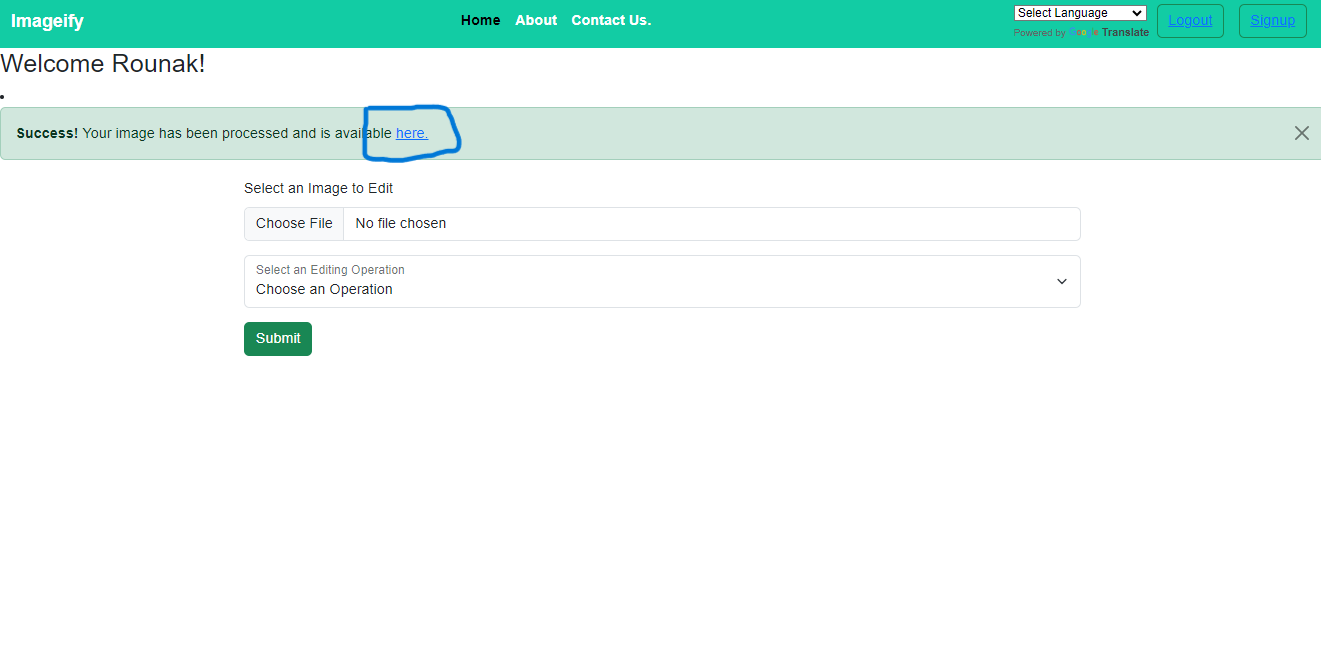 Imageify Home About Contact Us. Select Language Logout Signup
Powered by Google Translate
Welcome Rounak!
Success! Your image has been processed and is available here.
Select an Image to Edit
Choose File No file chosen
Select an Editing Operation
Choose an Operation
Submit